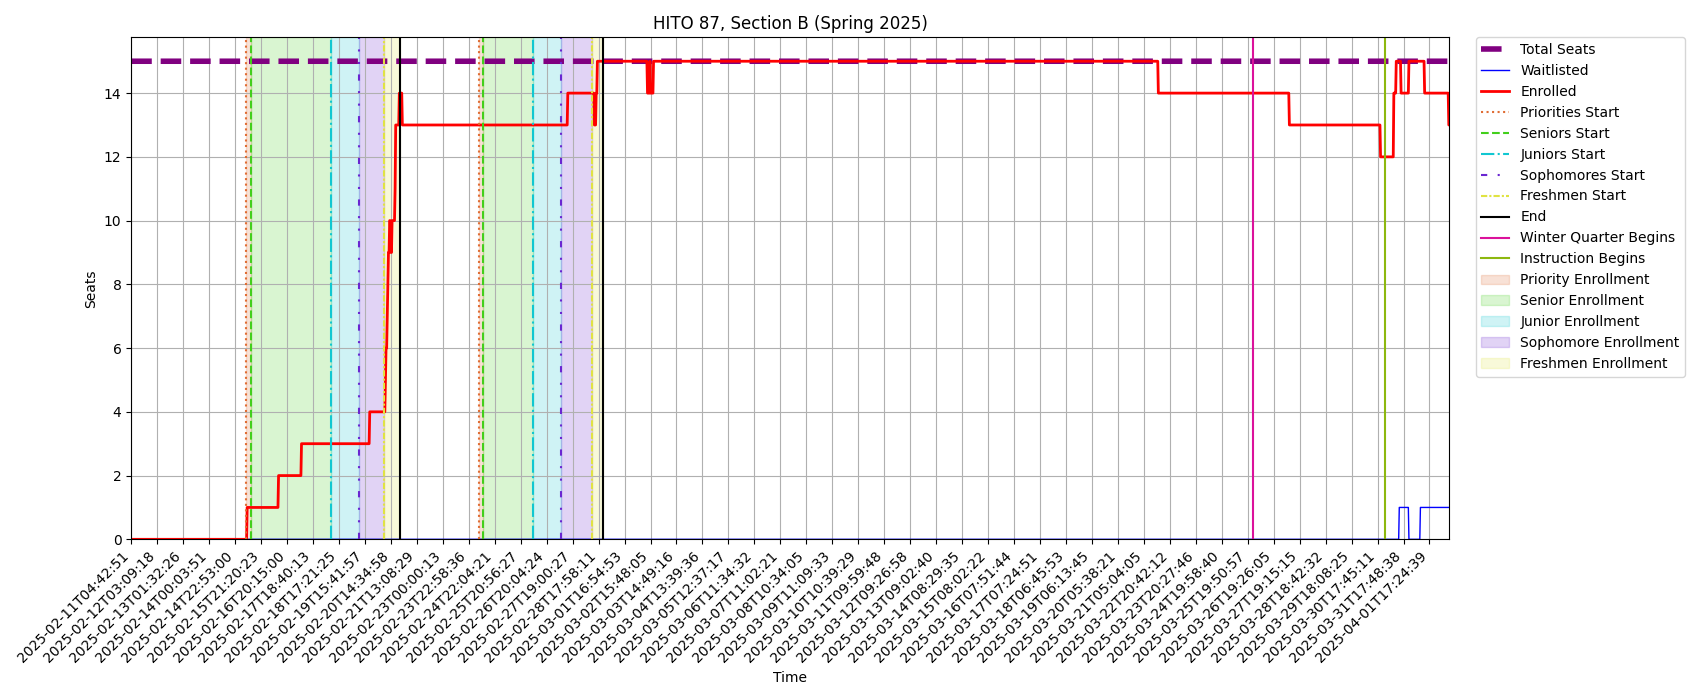 HITO 87, Section B (Spring 2025)
Seats
14
12
10
8
6
4
2
0
2025-02-11T04:42:51
2025-02-12T03:09:18
2025-02-13T01:32:26
2025-02-14T00:03:51
2025-02-14T22:53:00
2025-02-15T21:20:23
2025-02-16T20:15:00
2025-02-17T18:40:13
2025-02-18T17:21:25
2025-02-19T15:41:57
2025-02-20T14:34:58
2025-02-21T13:08:29
2025-02-23T00:00:13
2025-02-23T22:58:36
2025-02-24T22:04:21
2025-02-25T20:56:27
2025-02-26T20:04:24
2025-02-27T19:00:27
2025-02-28T17:58:11
2025-03-01T16:54:53
2025-03-02T15:48:05
2025-03-03T14:49:16
2025-03-04T13:39:36
2025-03-05T12:37:17
2025-03-06T11:34:32
2025-03-07T11:02:21
2025-03-08T10:34:05
2025-03-09T11:09:33
2025-03-10T10:39:29
2025-03-11T09:59:48
2025-03-12T09:26:58
2025-03-13T09:02:40
2025-03-14T08:29:35
2025-03-15T08:02:22
2025-03-16T07:51:44
2025-03-17T07:24:51
2025-03-18T06:45:53
2025-03-19T06:13:45
2025-03-20T05:38:21
2025-03-21T05:04:05
2025-03-22T20:42:12
2025-03-23T20:27:46
2025-03-24T19:58:40
2025-03-25T19:50:57
2025-03-26T19:26:05
2025-03-27T19:15:15
2025-03-28T18:42:32
2025-03-29T18:08:25
2025-03-30T17:45:11
2025-03-31T17:48:38
2025-04-01T17:24:39
Time
Total Seats
Waitlisted
Enrolled
Priorities Start
Seniors Start
Juniors Start
Sophomores Start
Freshmen Start
End
Winter Quarter Begins
Instruction Begins
Priority Enrollment
Senior Enrollment
Junior Enrollment
Sophomore Enrollment
Freshmen Enrollment